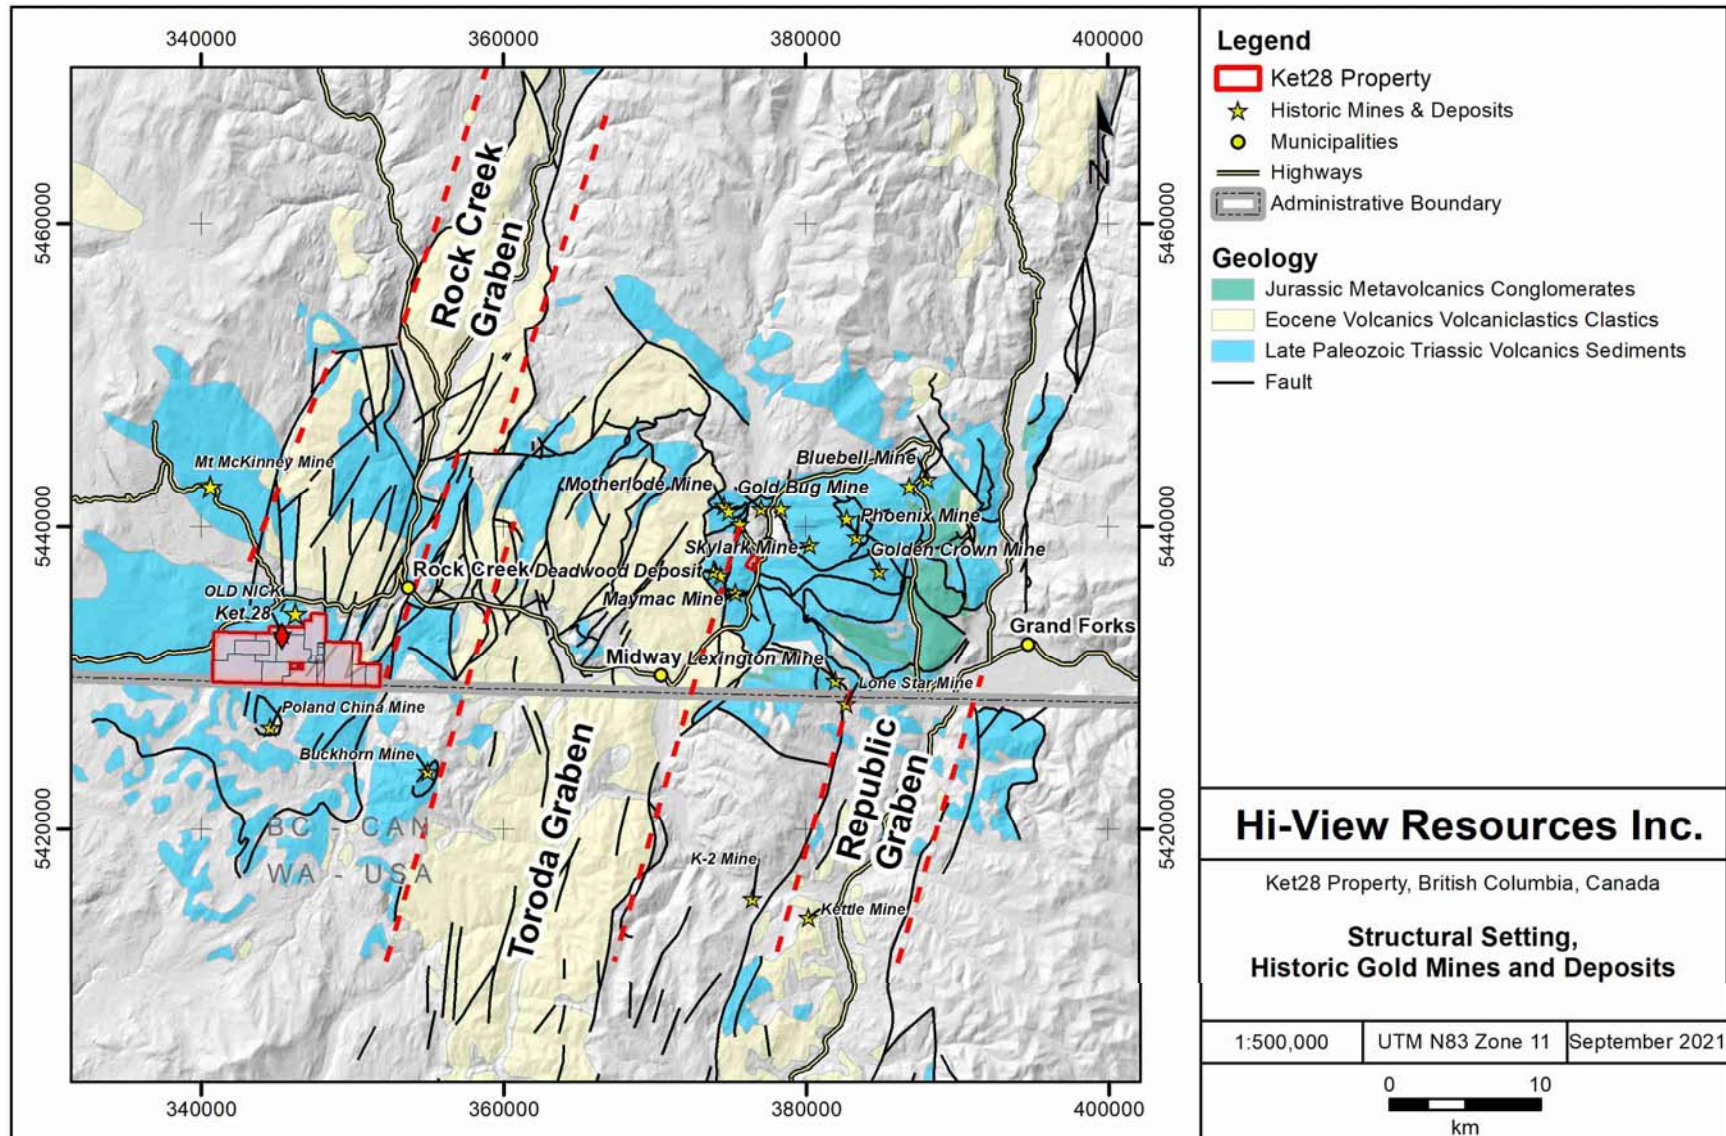 340000
360000
380000
400000
5460000
5440000
5420000
5460000
5440000
5420000
340000
360000
380000
400000
N
Rock Creek
Graben
Mt McKinney Mine
Bluebell Mine
Motherlode Mine
Gold Bug Mine
Phoenix Mine
Skylark Mine
Golden Crown Mine
Rock Creek
Deadwood Deposit
OLD NICK
Maymac Mine
Ket 28
Grand Forks
Midway
Lexington Mine
Lone Star Mine
Poland China Mine
Buckhorn Mine
Toroda Graben
Republic
Graben
BC - CAN
WA - USA
K-2 Mine
Kettle Mine
Legend
Ket28 Property
Historic Mines & Deposits
Municipalities
Highways
Administrative Boundary
Geology
Jurassic Metavolcanics Conglomerates
Eocene Volcanics Volcaniclastics Clastics
Late Paleozoic Triassic Volcanics Sediments
Fault
Hi-View Resources Inc.
Ket28 Property, British Columbia, Canada
Structural Setting,
Historic Gold Mines and Deposits
1:500,000
UTM N83 Zone 11
September 2021
0 10
km